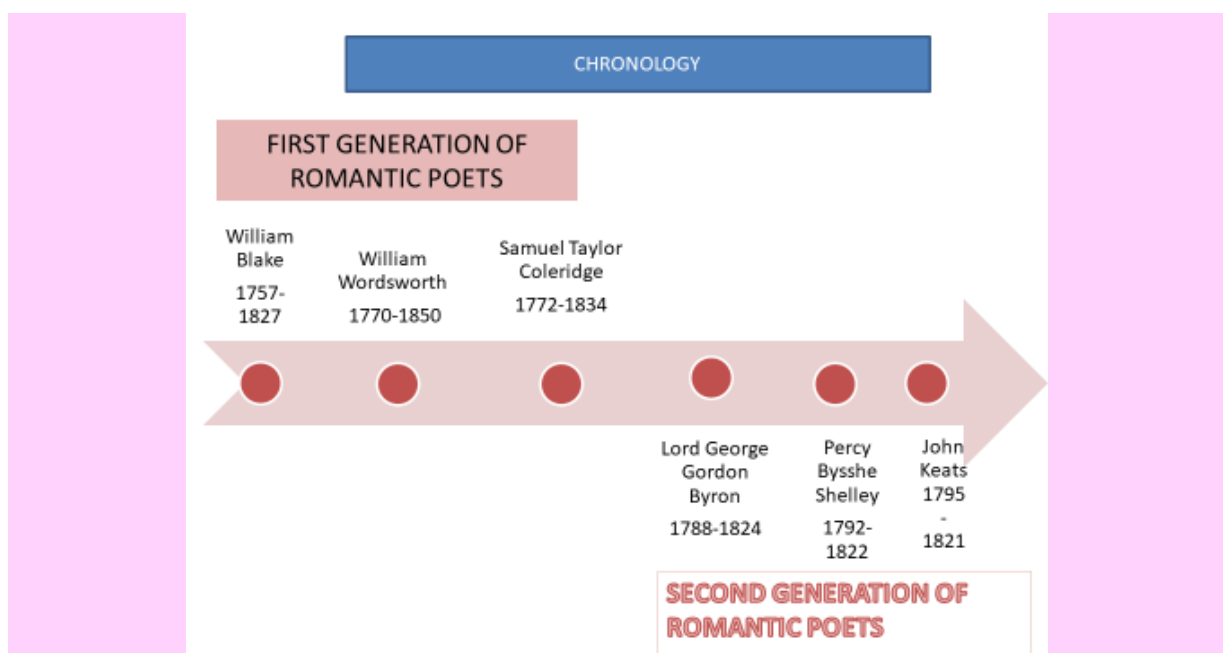 CHRONOLOGY
FIRST GENERATION OF
ROMANTIC POETS
William
Blake
1757-
1827
William
Wordsworth
1770-1850
Samuel Taylor
Coleridge
1772-1834
Lord George
Gordon
Byron
1788-1824
Percy
Bysshe
Shelley
1792-
1822
John
Keats
1795
-
1821
SECOND GENERATION OF
ROMANTIC POETS